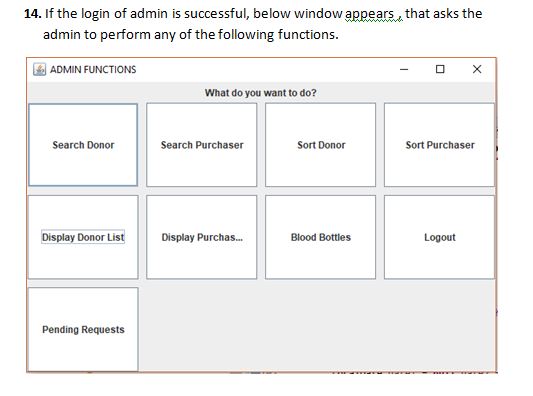 14. If the login of admin is successful, below window appears , that asks the
admin to perform any of the following functions.
ADMIN FUNCTIONS
What do you want to do?
Search Donor
Search Purchaser
Sort Donor
Sort Purchaser
Display Donor List
Display Purchas...
Blood Bottles
Logout
Pending Requests